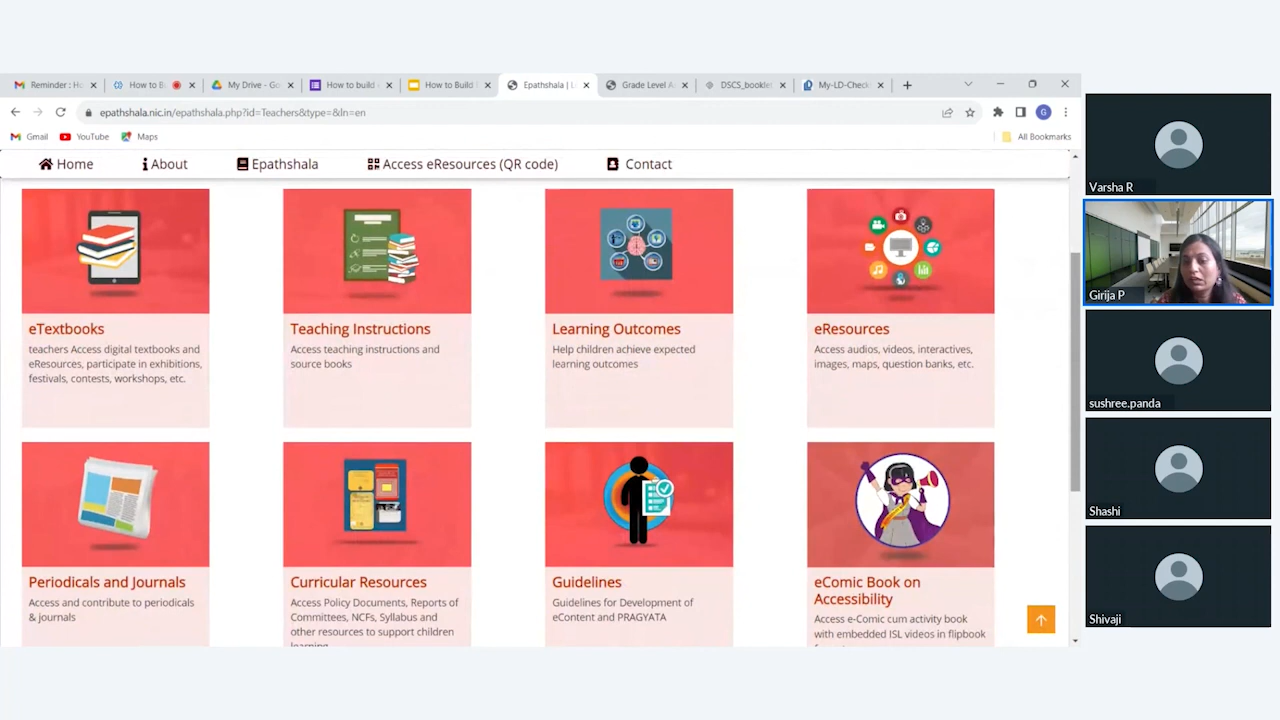 Reminder : Ho
How to B
My Drive - Go
How to build
How to Build
Epathshala | L
Grade Level A
DSCS_booklet
My-LD-Check
epathshala.nic.in/epathshala.php?id=Teachers&type=&ln=en
G
Gmail
YouTube
Maps
All Bookmarks
Home
About
Epathshala
Access eResources (QR code)
Contact
eTextbooks
teachers Access digital textbooks and
eResources, participate in exhibitions,
festivals, contests, workshops, etc.
Teaching Instructions
Access teaching instructions and
source books
Learning Outcomes
Help children achieve expected
learning outcomes
eResources
Access audios, videos, interactives,
images, maps, question banks, etc.
Periodicals and Journals
Access and contribute to periodicals
& journals
Curricular Resources
Access Policy Documents, Reports of
Committees, NCFs, Syllabus and
other resources to support children
learning
Guidelines
Guidelines for Development of
eContent and PRAGYATA
eComic Book on
Accessibility
Access e-Comic cum activity book
with embedded ISL videos in flipbook
Varsha R
Girija P
sushree.panda
Shashi
Shivaji